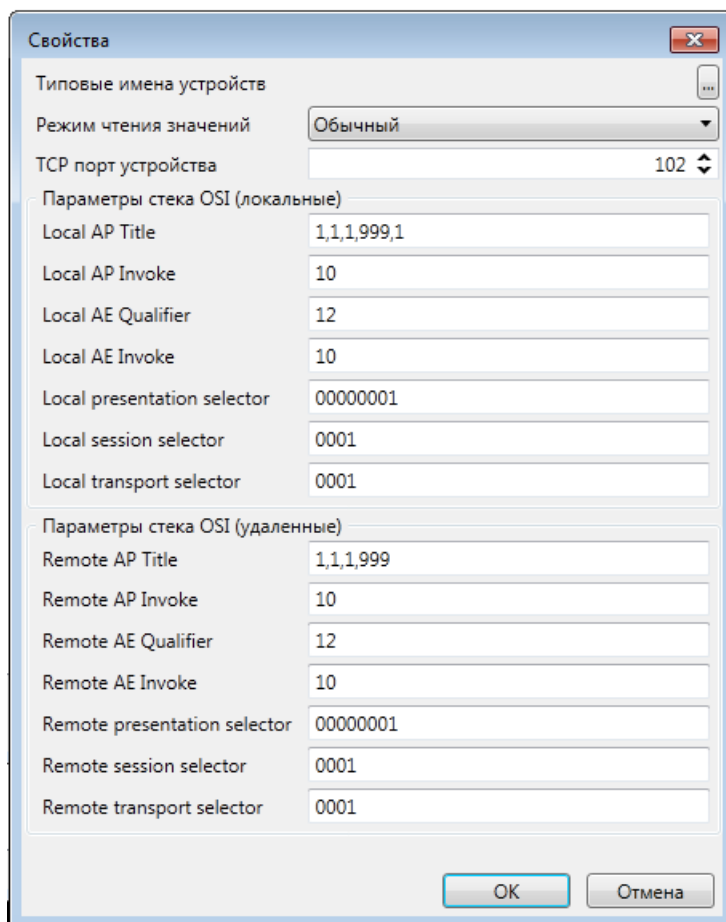 Свойства
Типовые имена устройств ...
Режим чтения значений Обычный
TCP порт устройства 102
Параметры стека OSI (локальные)
Local AP Title 1,1,1,999,1
Local AP Invoke 10
Local AE Qualifier 12
Local AE Invoke 10
Local presentation selector 00000001
Local session selector 0001
Local transport selector 0001
Параметры стека OSI (удаленные)
Remote AP Title 1,1,1,999
Remote AP Invoke 10
Remote AE Qualifier 12
Remote AE Invoke 10
Remote presentation selector 00000001
Remote session selector 0001
Remote transport selector 0001
OK Отмена